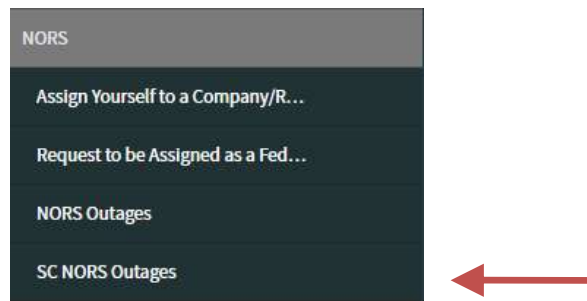 NORS
Assign Yourself to a Company/R...
Request to be Assigned as a Fed...
NORS Outages
SC NORS Outages